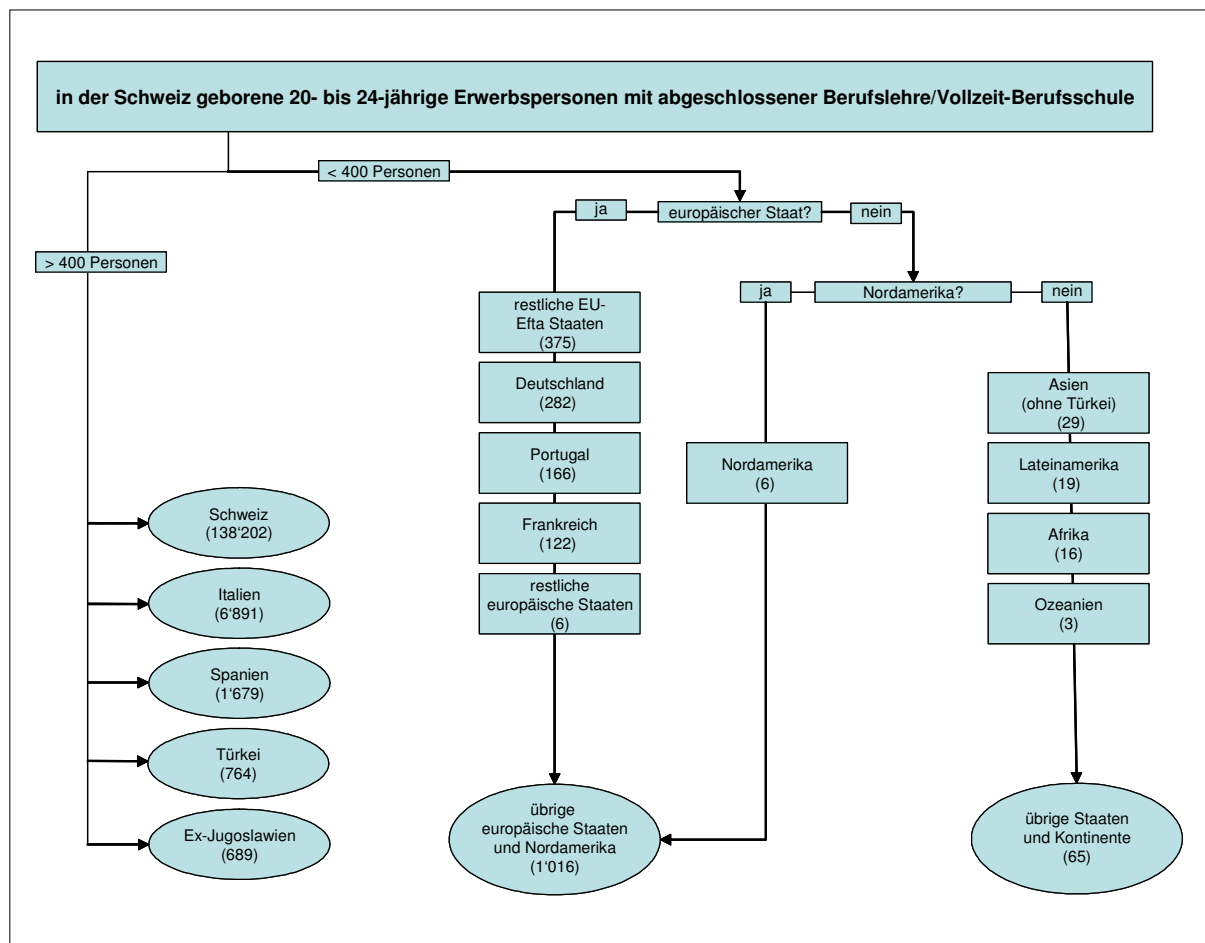 in der Schweiz geborene 20- bis 24-jährige Erwerbspersonen mit abgeschlossener Berufslehre/Vollzeit-Berufsschule
< 400 Personen
> 400 Personen
ja
europäischer Staat?
nein
ja
Nordamerika?
nein
restliche EU-
Efta Staaten
(375)
Deutschland
(282)
Portugal
(166)
Frankreich
(122)
restliche
europäische Staaten
(6)
Nordamerika
(6)
Asien
(ohne Türkei)
(29)
Lateinamerika
(19)
Afrika
(16)
Ozeanien
(3)
Schweiz
(138‘202)
Italien
(6‘891)
Spanien
(1‘679)
Türkei
(764)
Ex-Jugoslawien
(689)
übrige
europäische Staaten
und Nordamerika
(1‘016)
übrige Staaten
und Kontinente
(65)